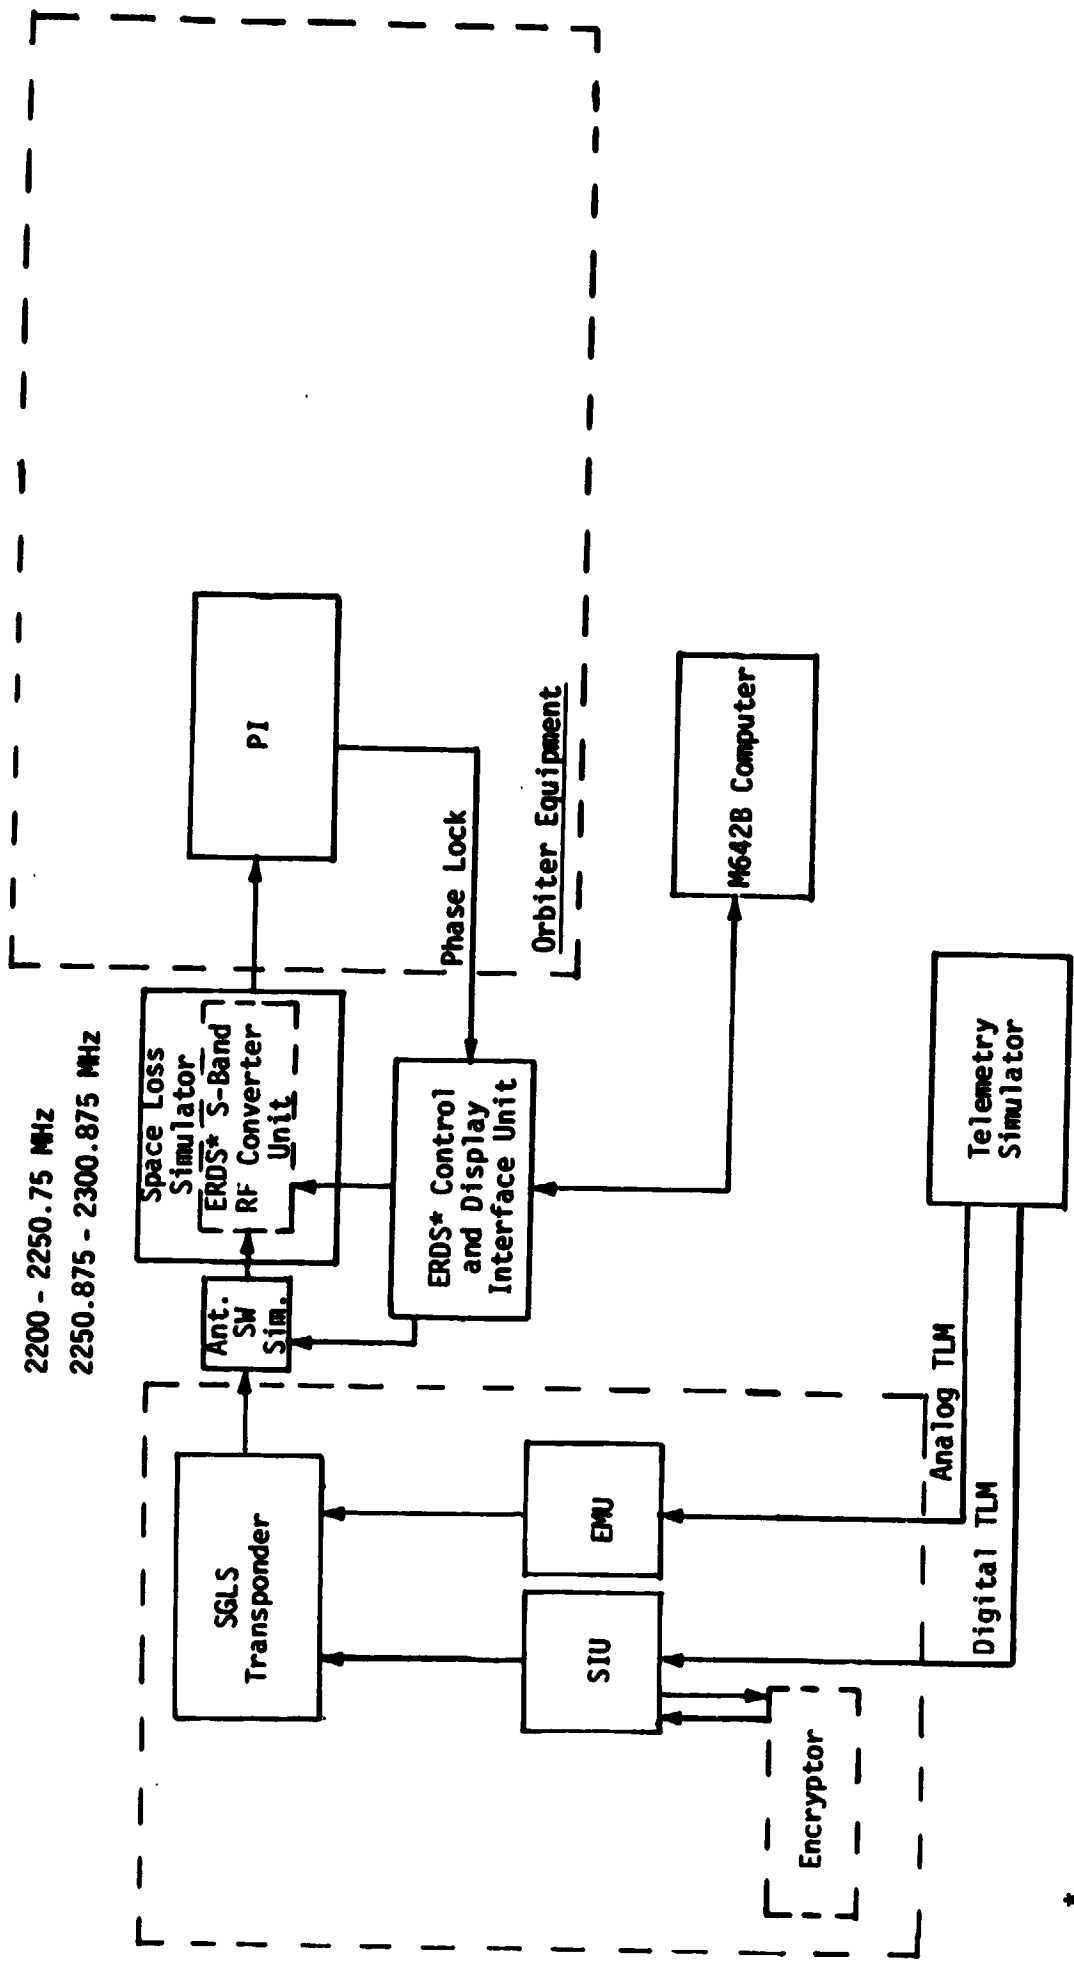 2200 - 2250.75 MHz
2250.875 - 2300.875 MHz
SGLS
Transponder
Ant.
SW
Sim.
Space Loss
Simulator
ERDS* S-Band
RF Converter
Unit
PI
Phase Lock
ERDS* Control
and Display
Interface Unit
Orbiter Equipment
SIU
EMU
M642B Computer
Encryptor
Analog TLM
Digital TLM
Telemetry
Simulator
*